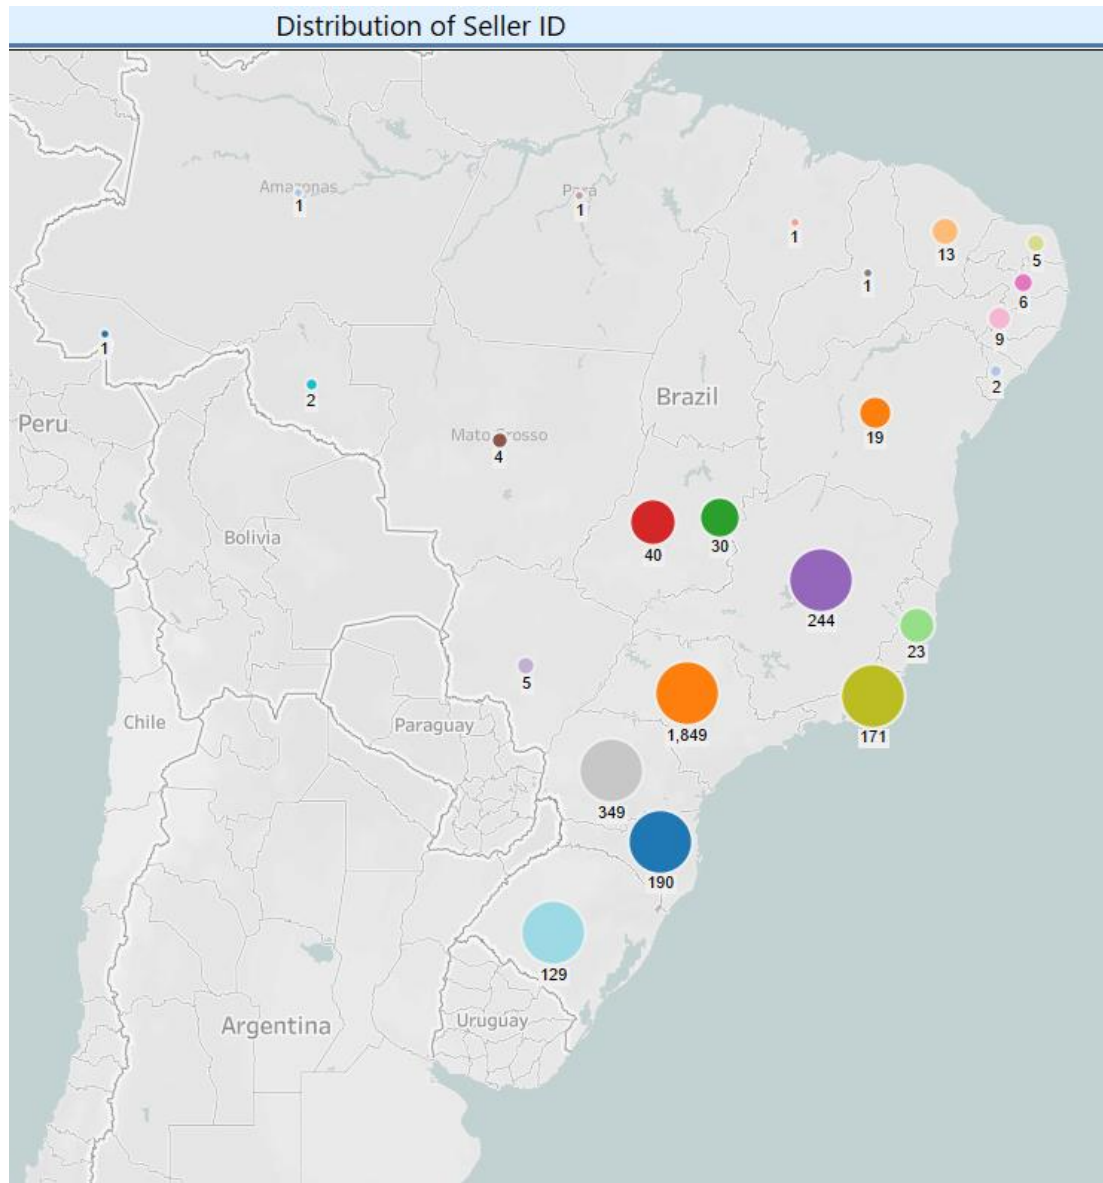 Distribution of Seller ID
Amazonas
1
Pará
1
1
13
5
1
6
9
1
2
2
Brazil
19
Peru
Mato Grosso
4
40
30
Bolivia
244
23
5
1,849
171
Chile
Paraguay
349
190
129
Argentina
Uruguay